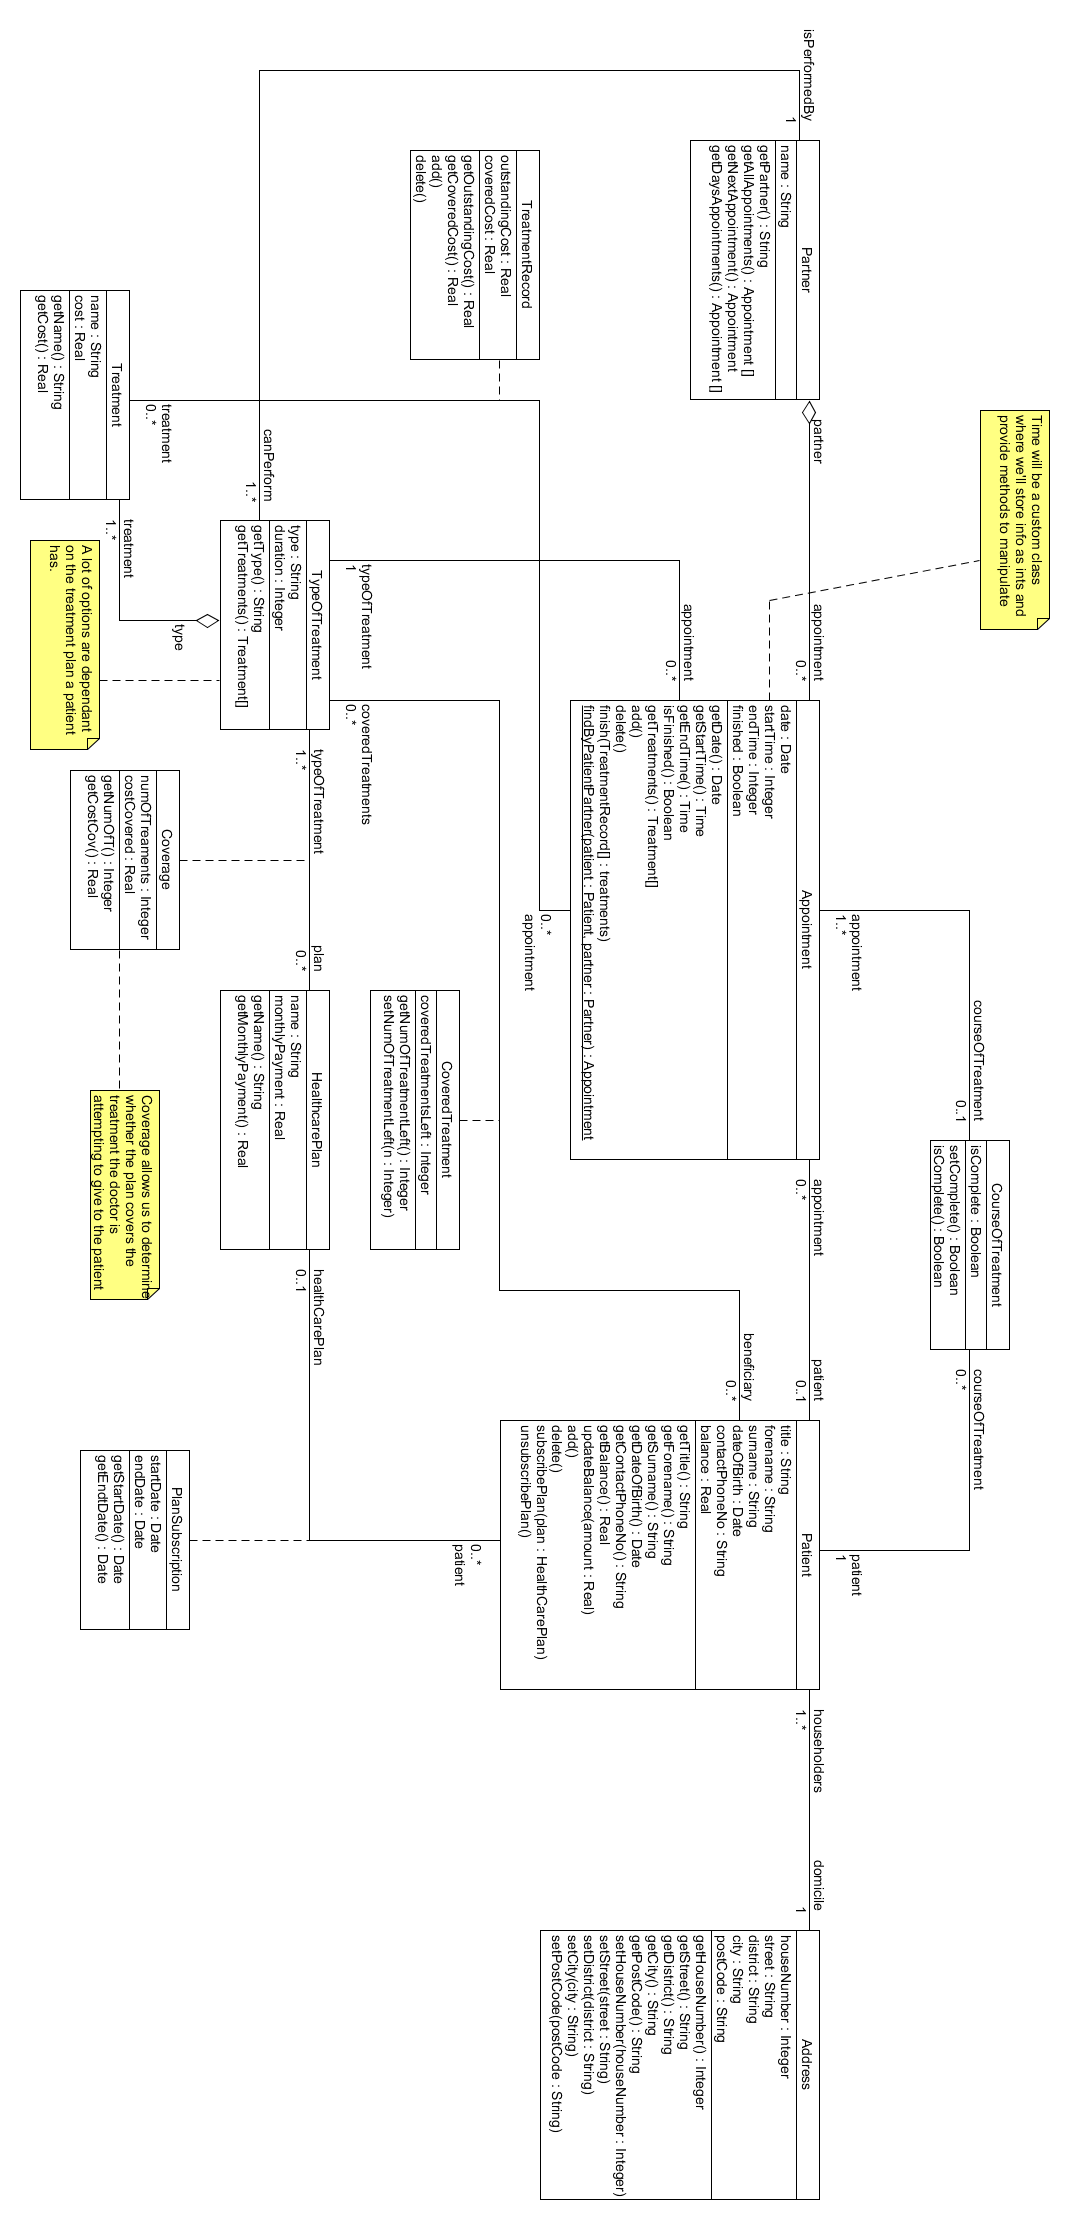 isPerformedBy
1
Partner
name : String
getPartner() : String
getAllAppointments() : Appointment []
getNextAppointment() : Appointment
getDaysAppointments() : Appointment []
partner
appointment
0..*
Time will be a custom class
where we'll store info as ints and
provide methods to manipulate
TreatmentRecord
outstandingCost : Real
coveredCost : Real
getOutstandingCost() : Real
getCoveredCost() : Real
add()
delete()
Treatment
name : String
cost : Real
getName() : String
getCost() : Real
treatment
0..*
treatment
1..*
type
canPerform
1..*
TypeOfTreatment
type : String
duration : Integer
getType() : String
getTreatments() : Treatment[]
typeOfTreatment
1
appointment
0..*
coveredTreatments
0..*
typeOfTreatment
1..*
A lot of options are dependant
on the treatment plan a patient
has.
Appointment
date : Date
startTime : Integer
endTime : Integer
finished : Boolean
getDate() : Date
getStartTime() : Time
getEndTime() : Time
isFinished() : Boolean
getTreatments() : Treatment[]
add()
delete()
finish(TreatmentRecord[] : treatments)
findByPatientPartner(patient : Patient, partner : Partner) : Appointment
0..*
appointment
appointment
1..*
courseOfTreatment
0..1
CourseOfTreatment
isComplete : Boolean
setComplete() : Boolean
isComplete() : Boolean
courseOfTreatment
0..*
patient
1
Coverage
numOfTreaments : Integer
costCovered : Real
getNumOfT() : Integer
getCostCov() : Real
plan
0..*
HealthcarePlan
name : String
monthlyPayment : Real
getName() : String
getMonthlyPayment() : Real
CoveredTreatment
coveredTreatmentsLeft : Integer
getNumOfTreatmentLeft() : Integer
setNumOfTreatmentLeft(n : Integer)
Coverage allows us to determine
whether the plan covers the
treatment the doctor is
attempting to give to the patient
healthCarePlan
0..1
appointment
0..*
patient
0..1
beneficiary
0..*
Patient
title : String
forename : String
surname : String
dateOfBirth : Date
contactPhoneNo : String
balance : Real
getTitle() : String
getForename() : String
getSurname() : String
getDateOfBirth() : Date
getContactPhoneNo() : String
getBalance() : Real
updateBalance(amount : Real)
add()
delete()
subscribePlan(plan : HealthCarePlan)
unsubscribePlan()
0..*
patient
PlanSubscription
startDate : Date
endDate : Date
getStartDate() : Date
getEndtDate() : Date
householders
1..*
domicile
1
Address
houseNumber : Integer
street : String
district : String
city : String
postCode : String
getHouseNumber() : Integer
getStreet() : String
getDistrict() : String
getCity() : String
getPostCode() : String
setHouseNumber(houseNumber : Integer)
setStreet(street : String)
setDistrict(district : String)
setCity(city : String)
setPostCode(postCode : String)